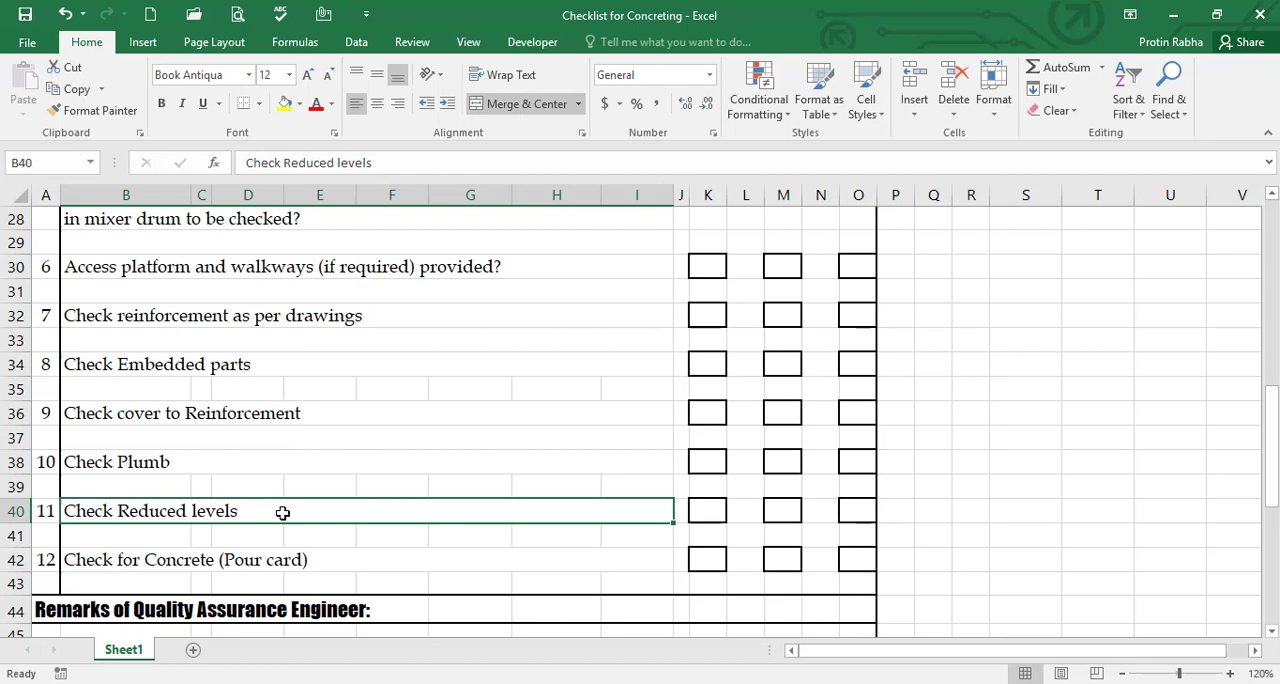 Checklist for Concreting - Excel
File Home Insert Page Layout Formulas Data Review View Developer Tell me what you want to do... Protin Rabha Share
Cut
Copy
Format Painter
Paste
Clipboard
Book Antiqua 12
Font
Wrap Text
Merge & Center
Alignment
General
Number
Conditional Formatting
Format as Table
Cell Styles
Styles
Insert Delete Format
Cells
AutoSum
Fill
Clear
Sort & Filter
Find & Select
Editing
B40 fx Check Reduced levels
A B C D E F G H I J K L M N O P Q R S T U V
28 in mixer drum to be checked?
29
30 6 Access platform and walkways (if required) provided?
31
32 7 Check reinforcement as per drawings
33
34 8 Check Embedded parts
35
36 9 Check cover to Reinforcement
37
38 10 Check Plumb
39
40 11 Check Reduced levels
41
42 12 Check for Concrete (Pour card)
43
44 Remarks of Quality Assurance Engineer:
45
Sheet1
Ready 120%